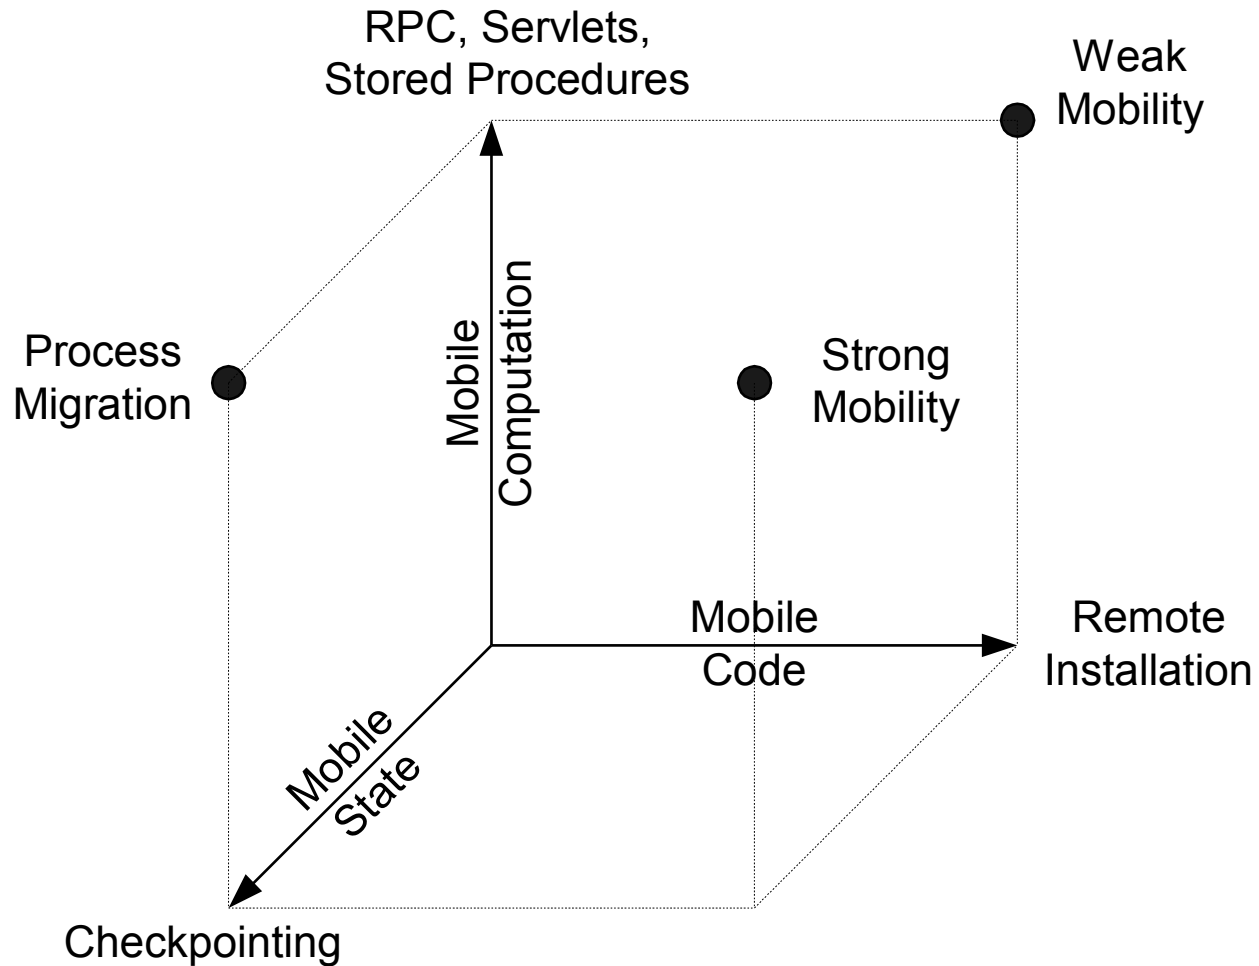 RPC, Servlets,
Stored Procedures
Weak
Mobility
Process
Migration
Mobile
Computation
Strong
Mobility
Mobile
Code
Remote
Installation
Mobile
State
Checkpointing